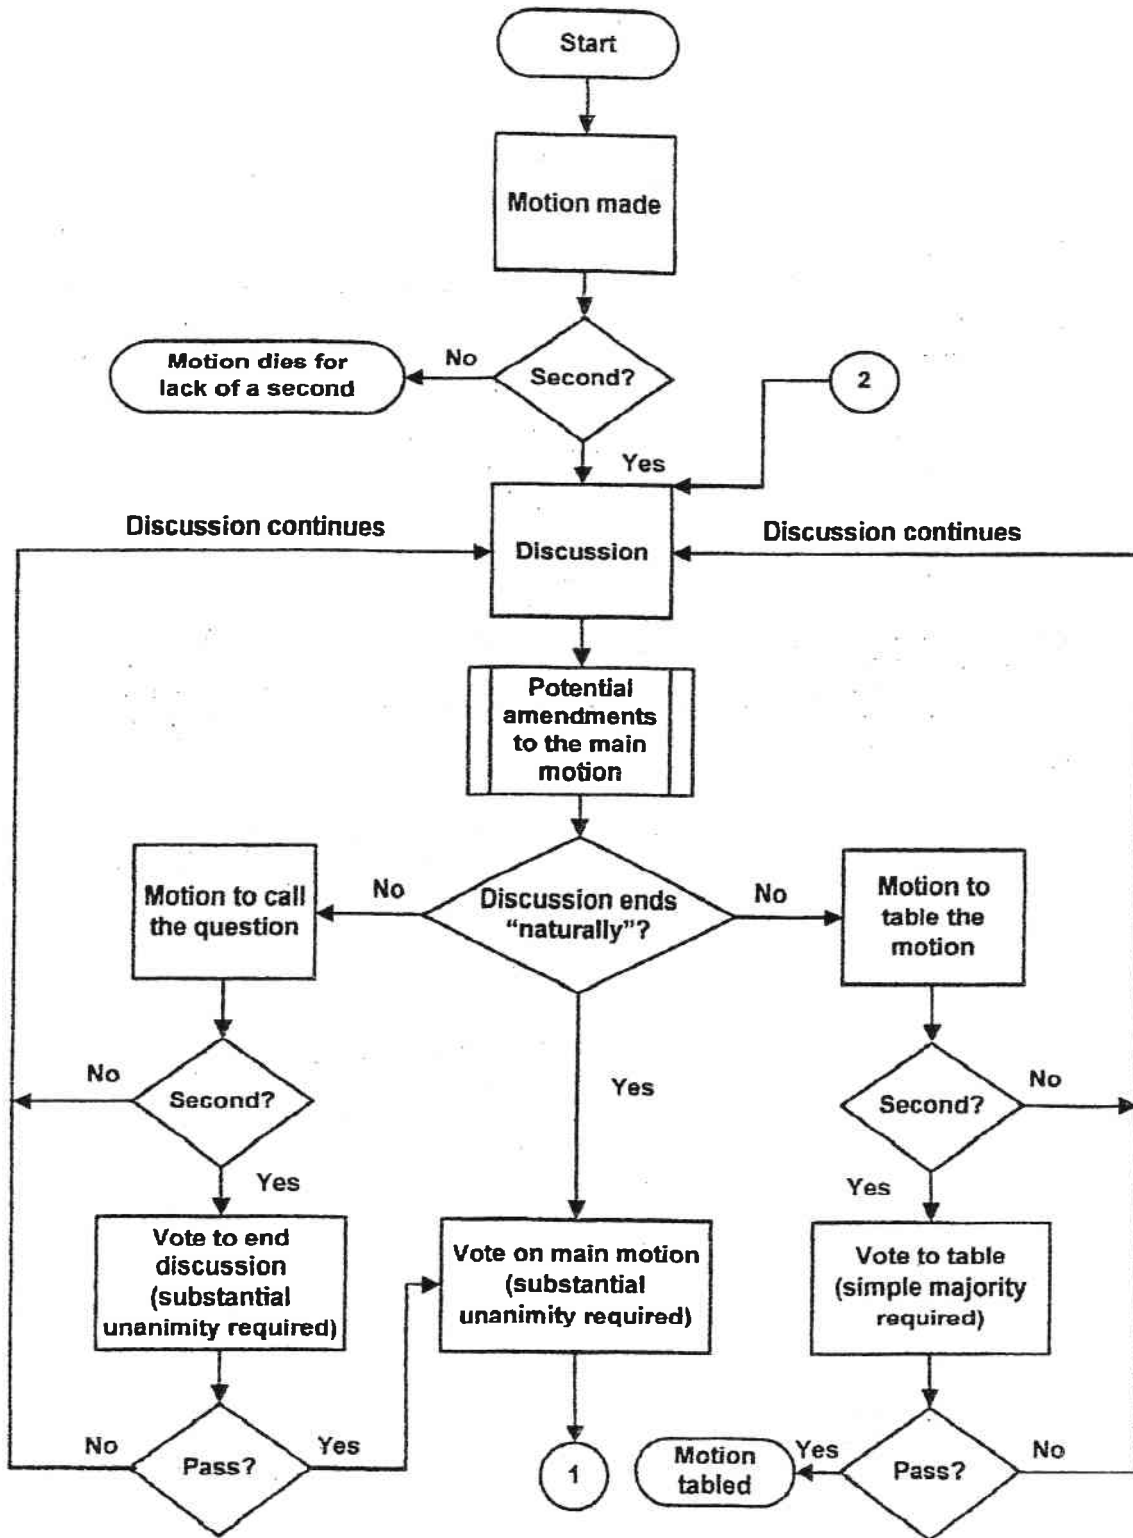 Start
Motion made
Motion dies for
lack of a second
No
Second?
2
Yes
Discussion continues
Discussion
Discussion continues
Potential
amendments
to the main
motion
Motion to call
the question
No
Discussion ends
“naturally”?
No
Motion to
table the
motion
No
Second?
Yes
Yes
Second?
No
Yes
Vote to end
discussion
(substantial
unanimity required)
Vote on main motion
(substantial
unanimity required)
Vote to table
(simple majority
required)
No
Pass?
Yes
1
Motion
tabled
Yes
Pass?
No